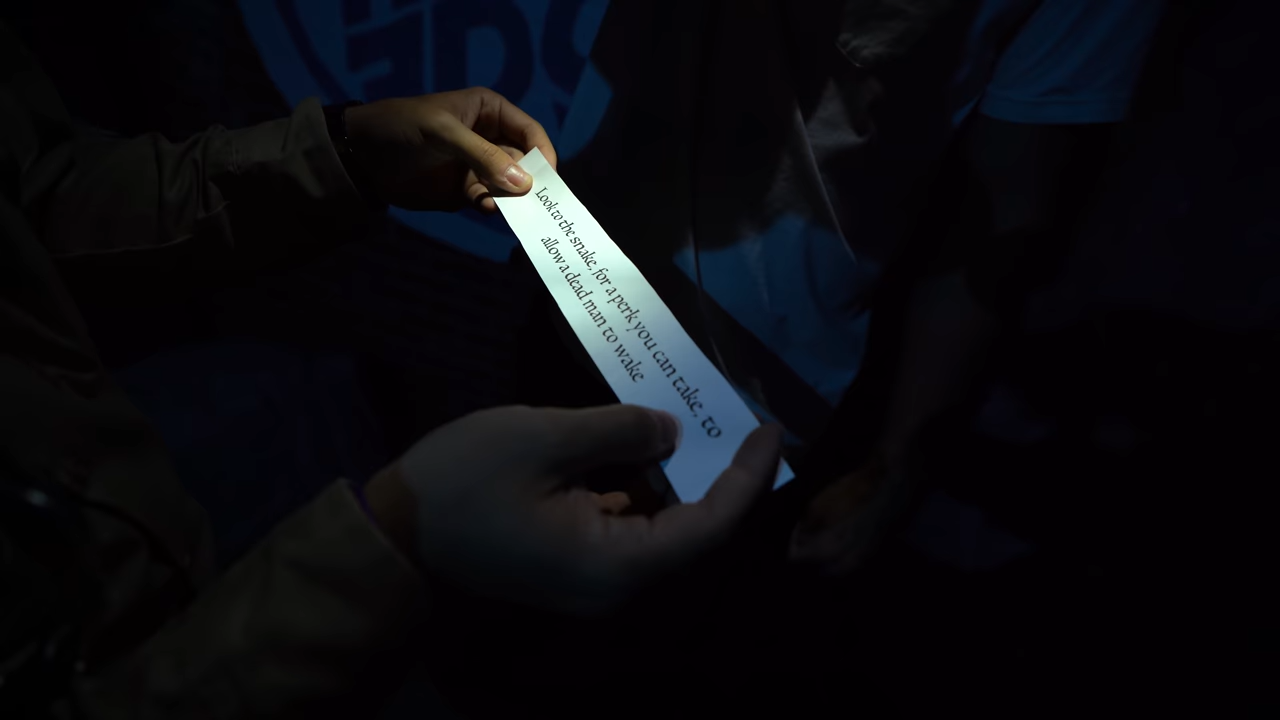 Look to the snake, for a perk you can take, to
allow a dead man to wake